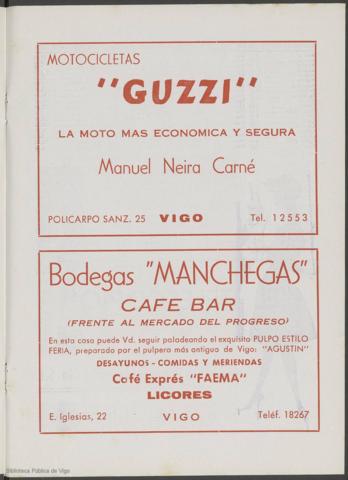 MOTOCICLETAS
"GUZZI"
LA MOTO MAS ECONOMICA Y SEGURA
Manuel Neira Carné
POLICARPO SANZ. 25 VIGO Tel. 12553
Bodegas "MANCHEGAS"
CAFE BAR
(FRENTE AL MERCADO DEL PROGRESO)
En esta casa puede Vd. seguir paladeando el exquisito PULPO ESTILO
FERIA, preparado por el pulpero más antiguo de Vigo: "AGUSTIN"
DESAYUNOS - COMIDAS Y MERIENDAS
Café Exprés "FAEMA"
LICORES
E. Iglesias, 22 VIGO Teléf. 18267
Biblioteca Pública de Vigo